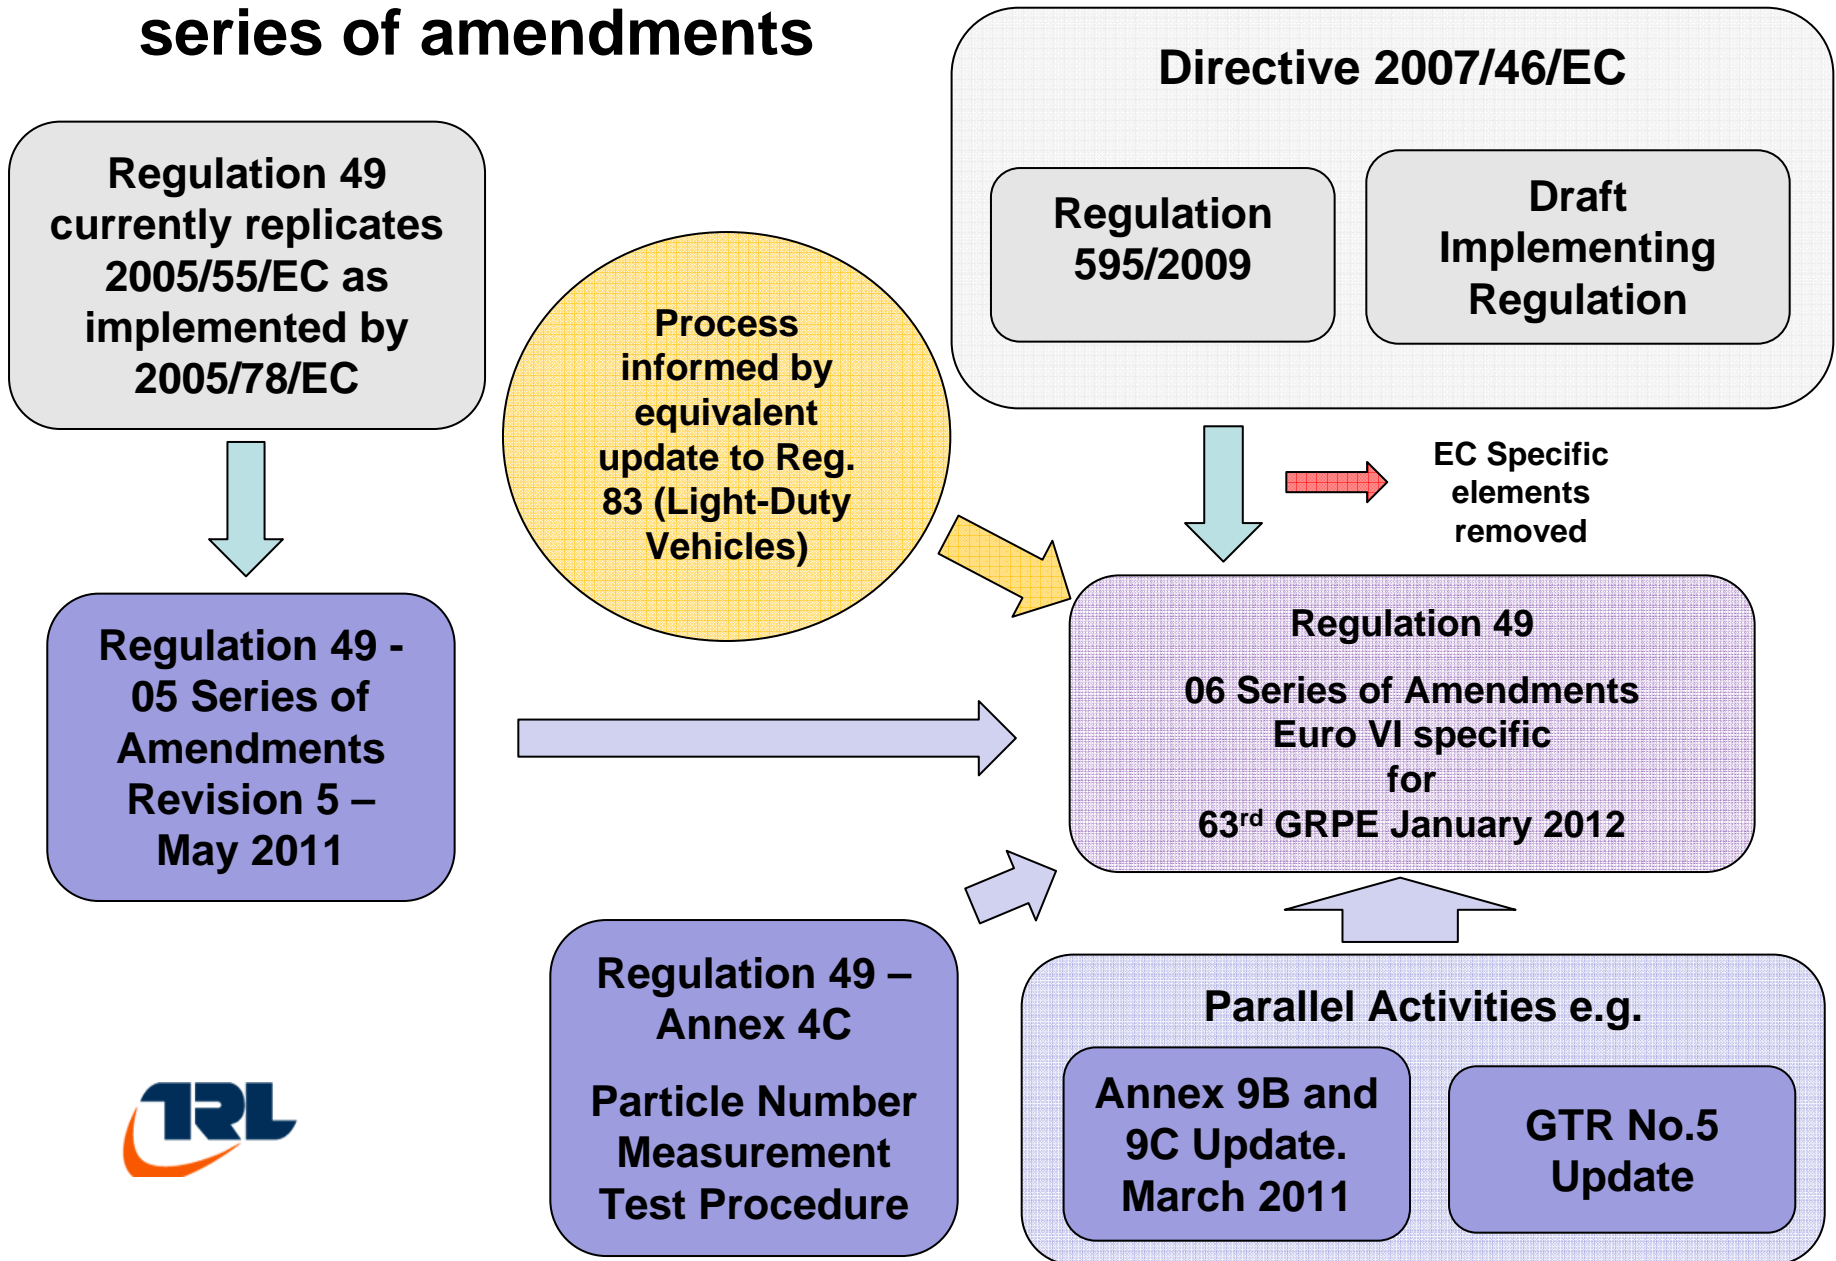 series of amendments
Directive 2007/46/EC
Regulation 49
currently replicates
2005/55/EC as
implemented by
2005/78/EC
Regulation
595/2009
Draft
Implementing
Regulation
Process
informed by
equivalent
update to Reg.
83 (Light-Duty
Vehicles)
EC Specific
elements
removed
Regulation 49 -
05 Series of
Amendments
Revision 5 –
May 2011
Regulation 49
06 Series of Amendments
Euro VI specific
for
63rd GRPE January 2012
Regulation 49 –
Annex 4C
Particle Number
Measurement
Test Procedure
Parallel Activities e.g.
Annex 9B and
9C Update.
March 2011
GTR No.5
Update
TRL